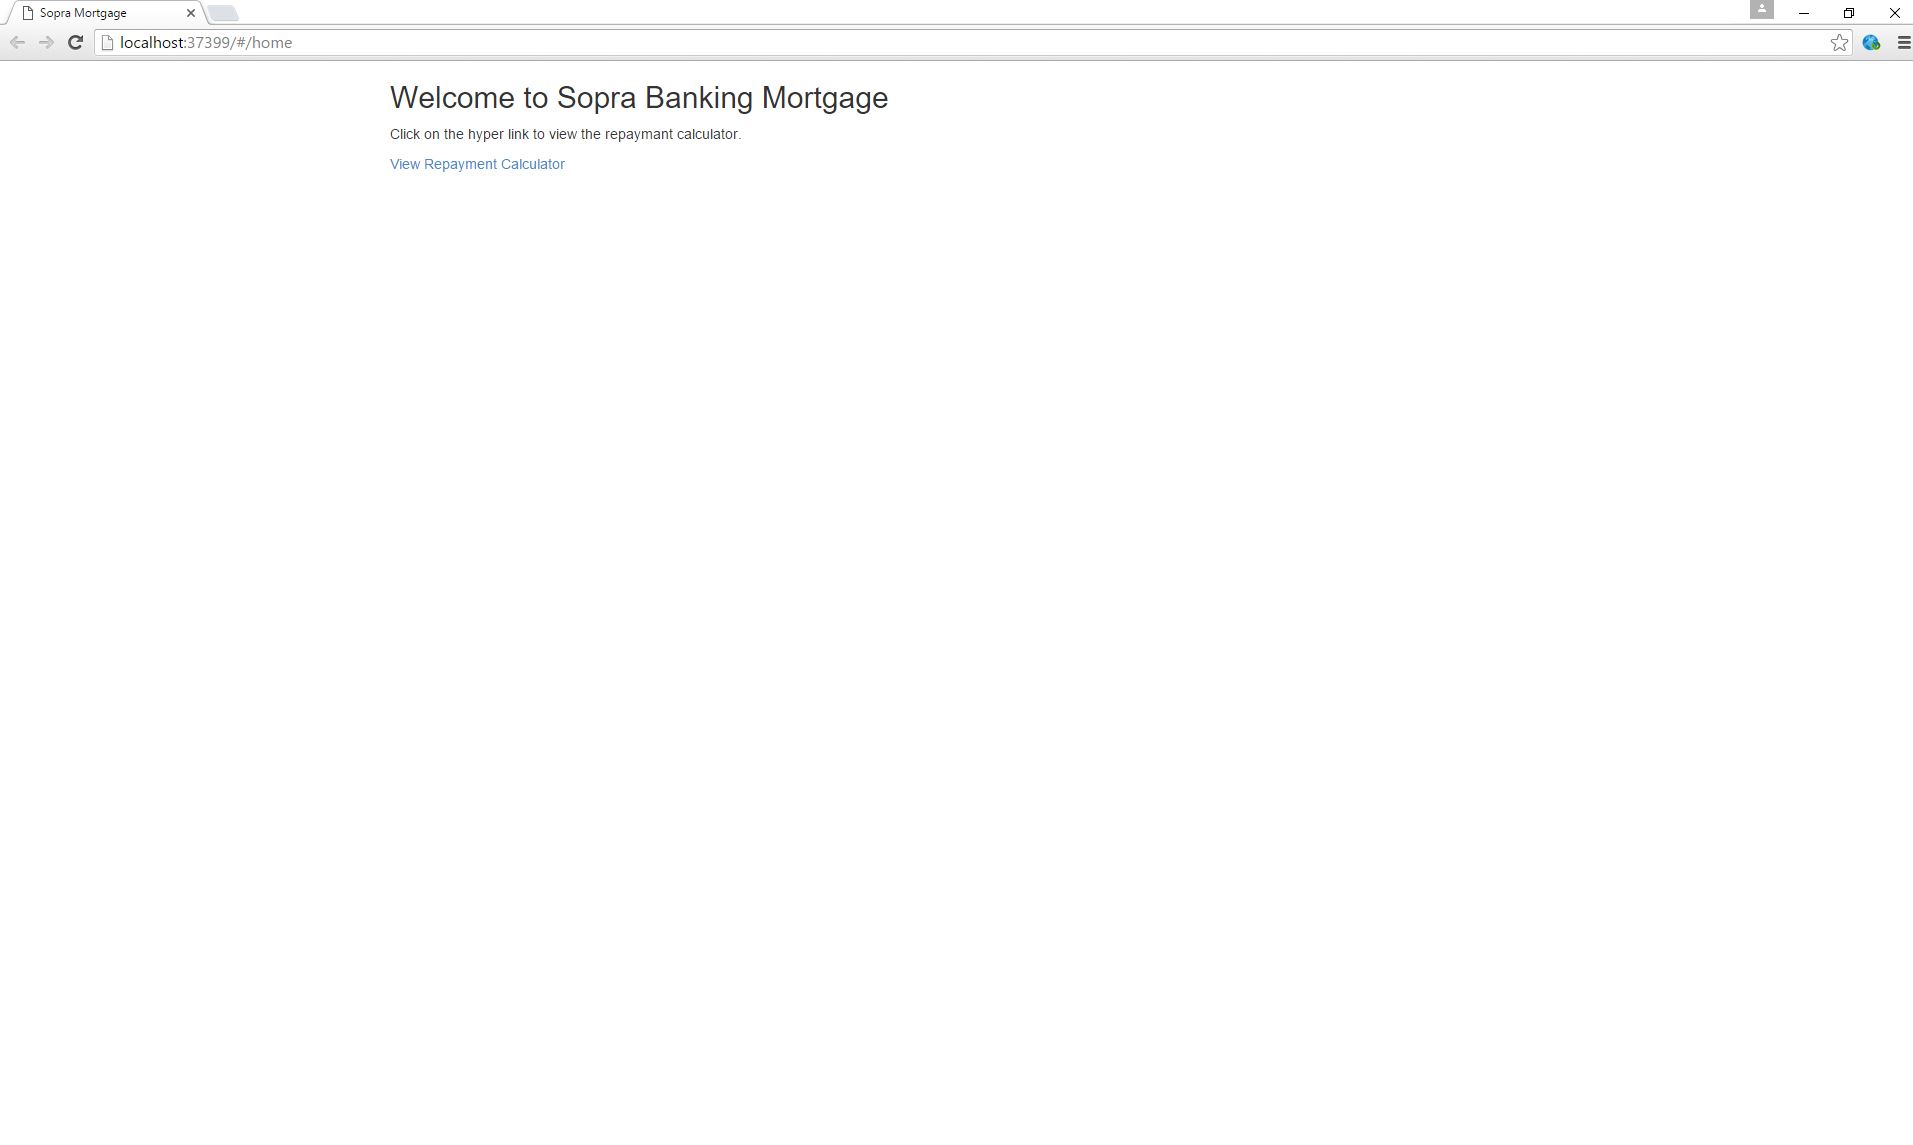 Sopra Mortgage
localhost:37399/#/home
Welcome to Sopra Banking Mortgage
Click on the hyper link to view the repaymant calculator.
View Repayment Calculator